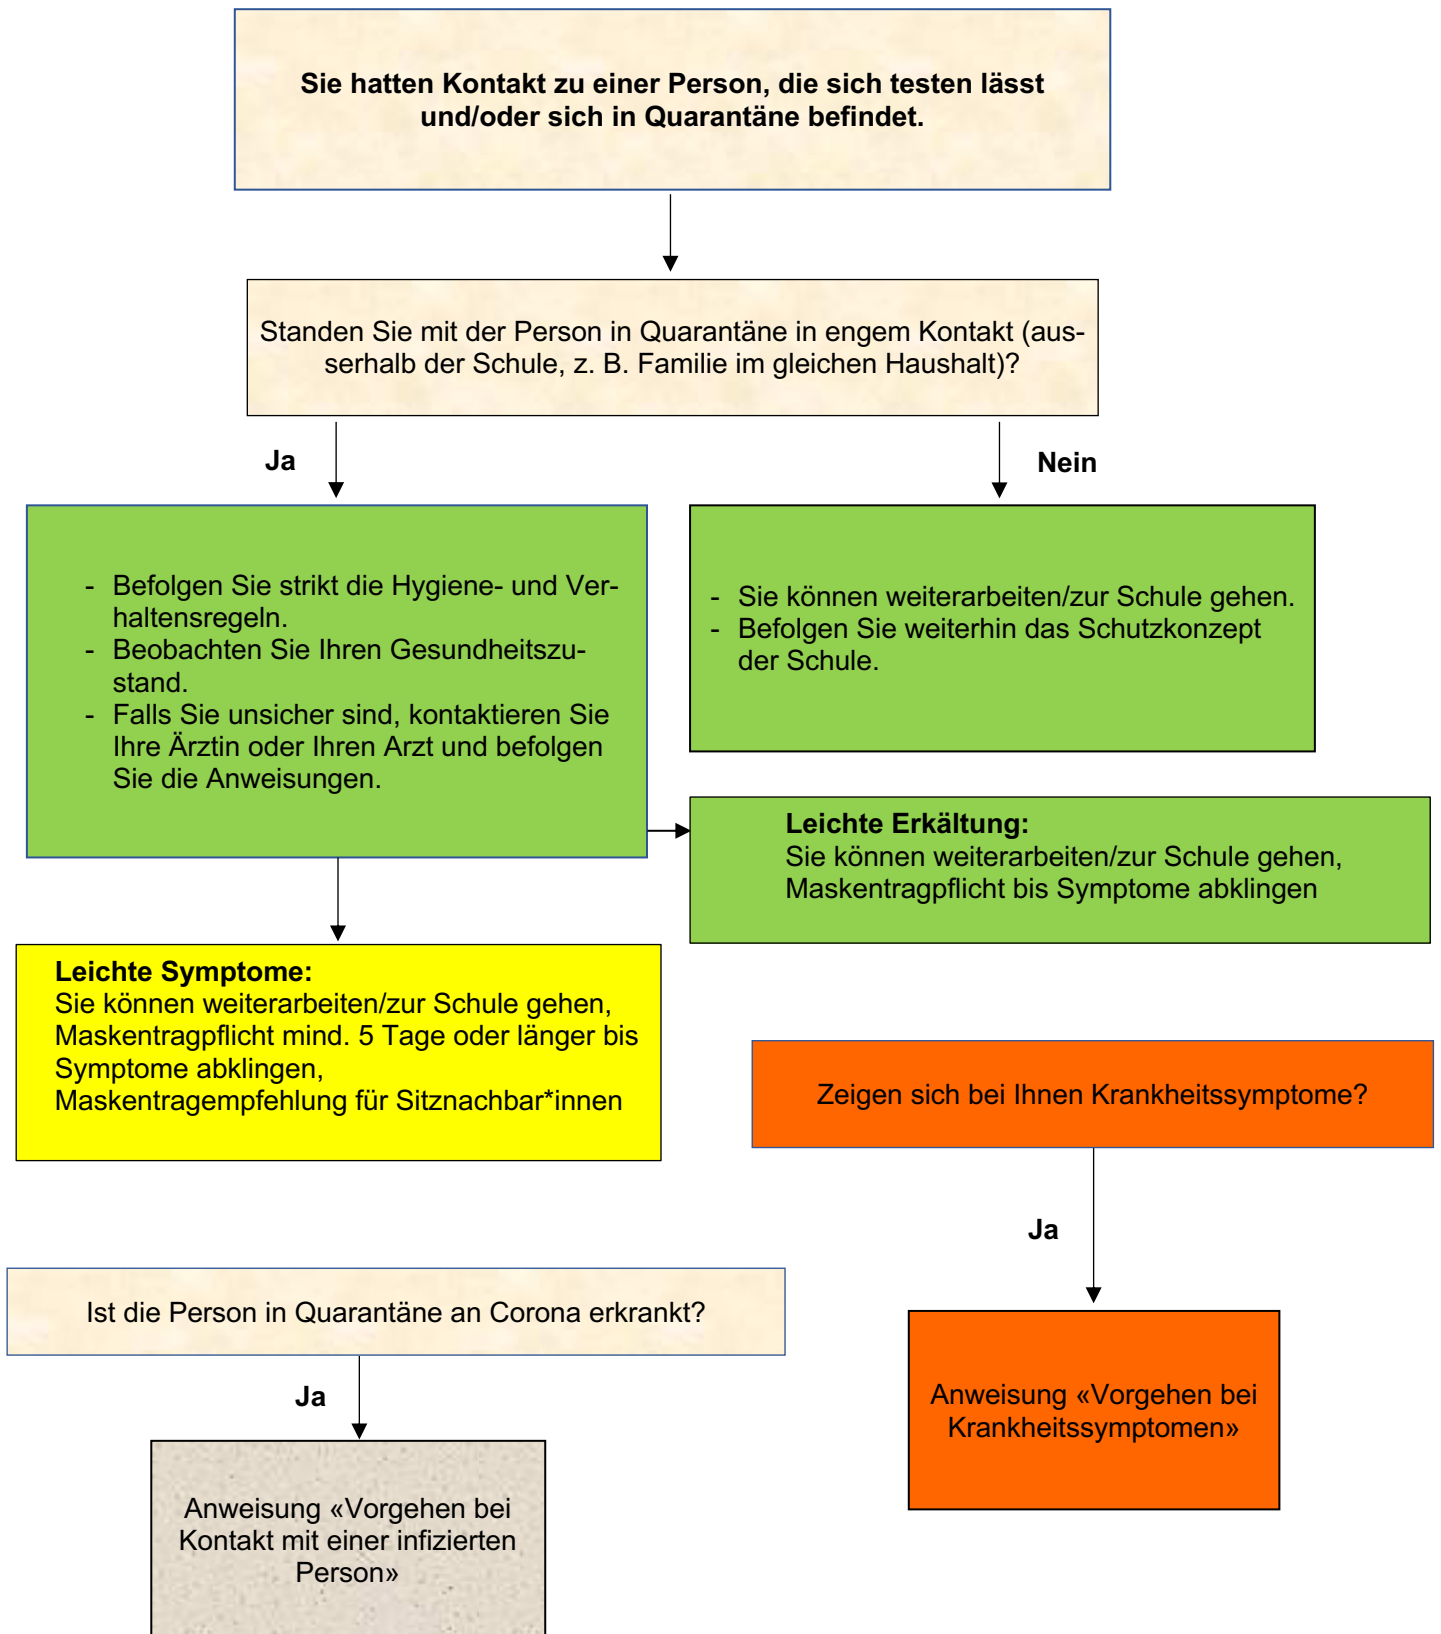 Sie hatten Kontakt zu einer Person, die sich testen lässt
und/oder sich in Quarantäne befindet.
Standen Sie mit der Person in Quarantäne in engem Kontakt (aus-
serhalb der Schule, z. B. Familie im gleichen Haushalt)?
Ja
Nein
- Befolgen Sie strikt die Hygiene- und Ver-
haltensregeln.
- Beobachten Sie Ihren Gesundheitszu-
stand.
- Falls Sie unsicher sind, kontaktieren Sie
Ihre Ärztin oder Ihren Arzt und befolgen
Sie die Anweisungen.
- Sie können weiterarbeiten/zur Schule gehen.
- Befolgen Sie weiterhin das Schutzkonzept
der Schule.
Leichte Erkältung:
Sie können weiterarbeiten/zur Schule gehen,
Maskentragpflicht bis Symptome abklingen
Leichte Symptome:
Sie können weiterarbeiten/zur Schule gehen,
Maskentragpflicht mind. 5 Tage oder länger bis
Symptome abklingen,
Maskentragempfehlung für Sitznachbar*innen
Zeigen sich bei Ihnen Krankheitssymptome?
Ja
Anweisung «Vorgehen bei
Krankheitssymptomen»
Ist die Person in Quarantäne an Corona erkrankt?
Ja
Anweisung «Vorgehen bei
Kontakt mit einer infizierten
Person»